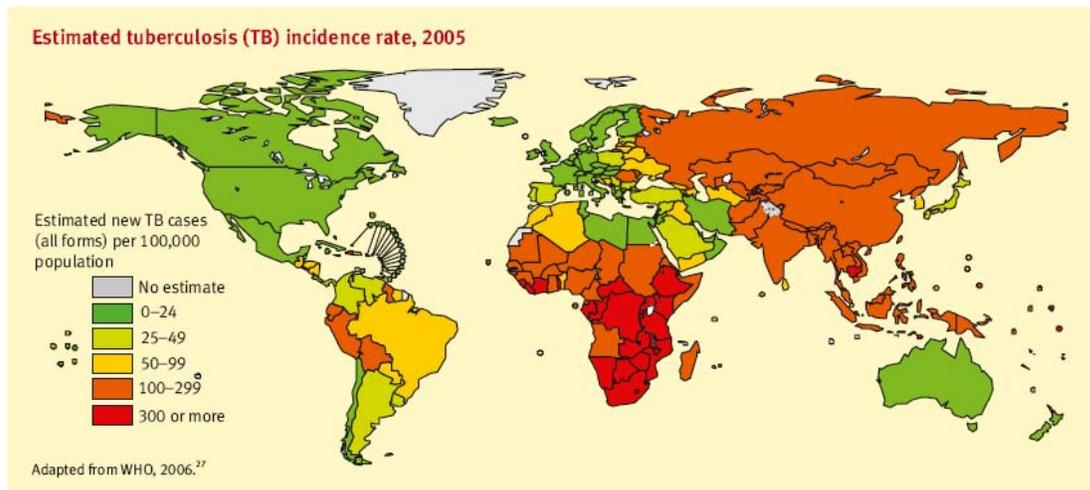 Estimated tuberculosis (TB) incidence rate, 2005
Estimated new TB cases
(all forms) per 100,000
population
No estimate
0–24
25–49
50–99
100–299
300 or more
Adapted from WHO, 2006.²⁷